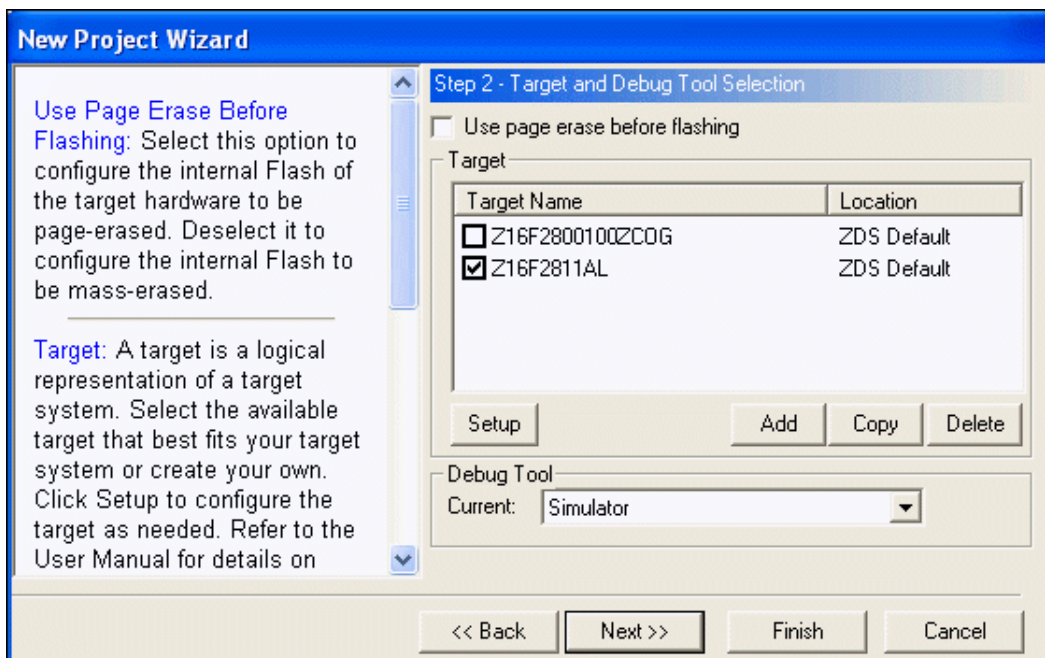 New Project Wizard
Use Page Erase Before
Flashing: Select this option to
configure the internal Flash of
the target hardware to be
page-erased. Deselect it to
configure the internal Flash to
be mass-erased.
Target: A target is a logical
representation of a target
system. Select the available
target that best fits your target
system or create your own.
Click Setup to configure the
target as needed. Refer to the
User Manual for details on
Step 2 - Target and Debug Tool Selection
Use page erase before flashing
Target
Target Name Location
Z16F2800100ZCOG ZDS Default
Z16F2811AL ZDS Default
Setup Add Copy Delete
Debug Tool
Current: Simulator
<< Back Next >> Finish Cancel